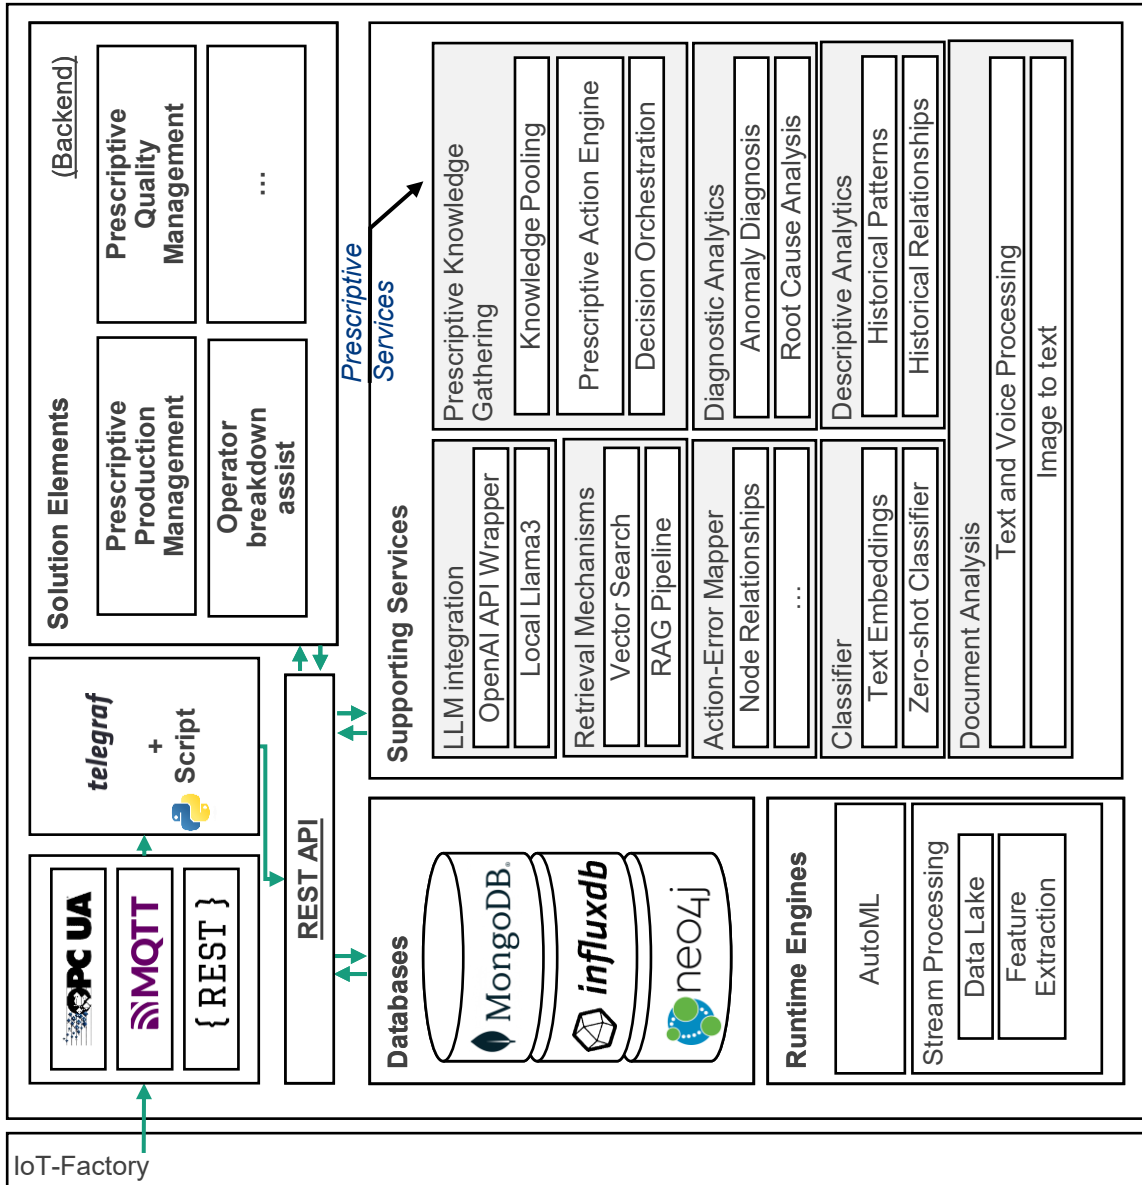 IoT-Factory
OPC UA
MQTT
{REST}
telegraf
+
Script
REST API
Solution Elements
(Backend)
Prescriptive
Production
Management
Prescriptive
Quality
Management
Operator
breakdown
assist
...
Prescriptive
Services
Databases
MongoDB®
influxdb
neo4j
Runtime Engines
AutoML
Stream Processing
Data Lake
Feature
Extraction
Supporting Services
LLM integration
OpenAI API Wrapper
Local Llama3
Retrieval Mechanisms
Vector Search
RAG Pipeline
Action-Error Mapper
Node Relationships
...
Classifier
Text Embeddings
Zero-shot Classifier
Prescriptive Knowledge
Gathering
Knowledge Pooling
Prescriptive Action Engine
Decision Orchestration
Diagnostic Analytics
Anomaly Diagnosis
Root Cause Analysis
Descriptive Analytics
Historical Patterns
Historical Relationships
Document Analysis
Text and Voice Processing
Image to text